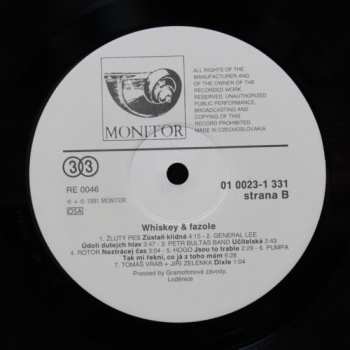 MONITOR
ALL RIGHTS OF THE
MANUFACTURER AND
OF THE OWNER OF THE
RECORDED WORK
RESERVED. UNAUTHORIZED
PUBLIC PERFORMANCE,
BROADCASTING AND
COPYING OF THIS
RECORD PROHIBITED.
MADE IN CZECHOSLOVAKIA
33
RE 0046
℗ + © 1991 MONITOR
OSA
01 0023-1 331
strana B
Whiskey & fazole
1. ŽLUTÝ PES Zůstaň klidná 4:15 - 2. GENERAL LEE
Údolí dutejch hlav 3:47 - 3. PETR BULTAS BAND Učitelská 2:43
4. ROTOR Neztrácej čas 3:04 - 5. HOGO Jsou to trable 2:29 - 6. PUMPA
Tak mi řekni, co já z toho mám 6:28
7. TOMÁŠ VRÁB + JIŘÍ ZELENKA Dixie 1:04
Pressed by Gramofonové závody,
Loděnice